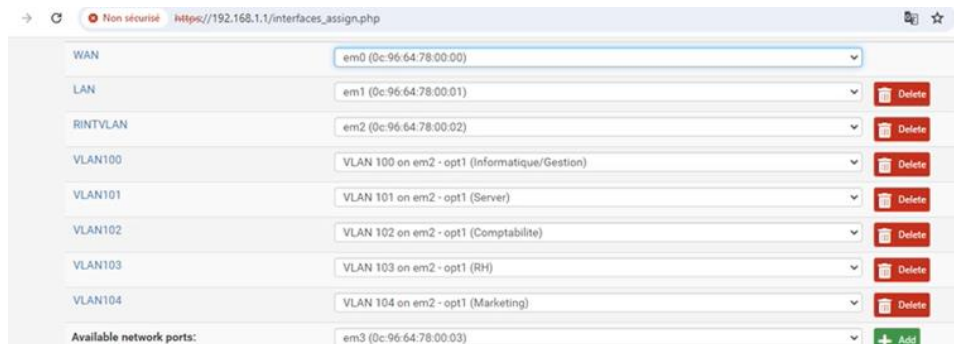 Non sécurisé https://192.168.1.1/interfaces_assign.php
WAN em0 (0c:96:64:78:00:00)
LAN em1 (0c:96:64:78:00:01) Delete
RINTVLAN em2 (0c:96:64:78:00:02) Delete
VLAN100 VLAN 100 on em2 - opt1 (Informatique/Gestion) Delete
VLAN101 VLAN 101 on em2 - opt1 (Server) Delete
VLAN102 VLAN 102 on em2 - opt1 (Comptabilite) Delete
VLAN103 VLAN 103 on em2 - opt1 (RH) Delete
VLAN104 VLAN 104 on em2 - opt1 (Marketing) Delete
Available network ports: em3 (0c:96:64:78:00:03) Add